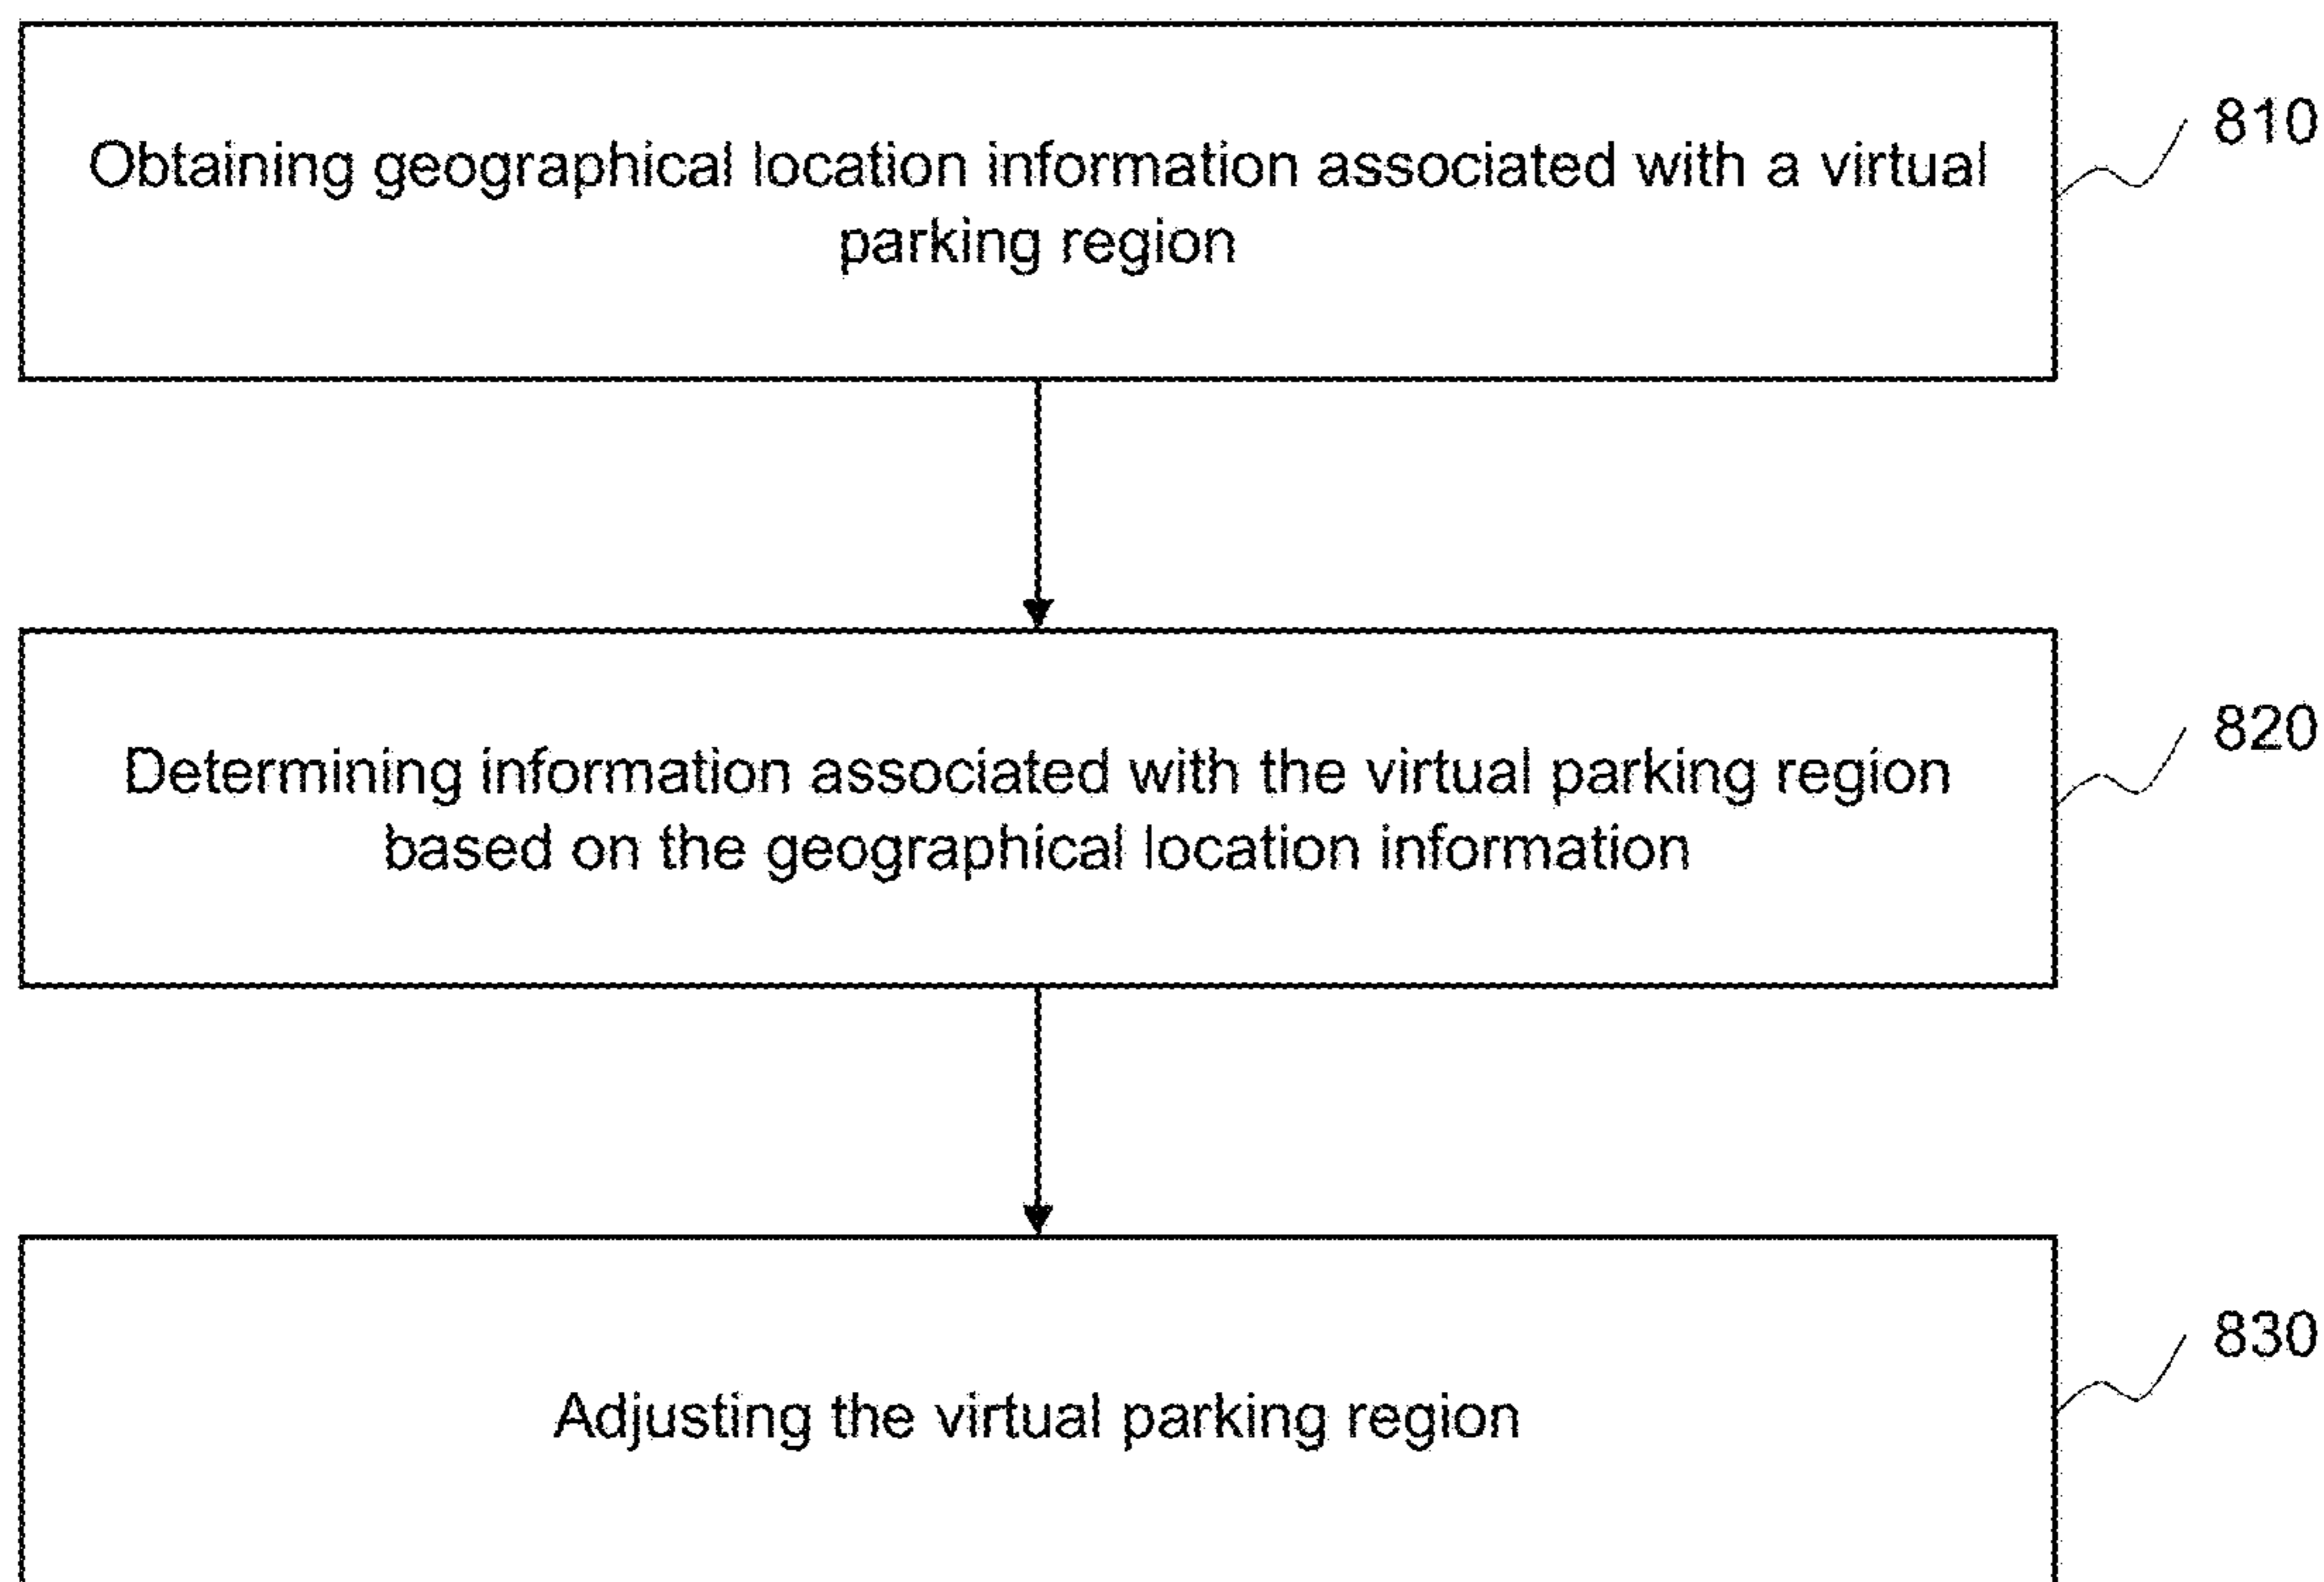 Obtaining geographical location information associated with a virtual
parking region
810
Determining information associated with the virtual parking region
based on the geographical location information
820
Adjusting the virtual parking region
830